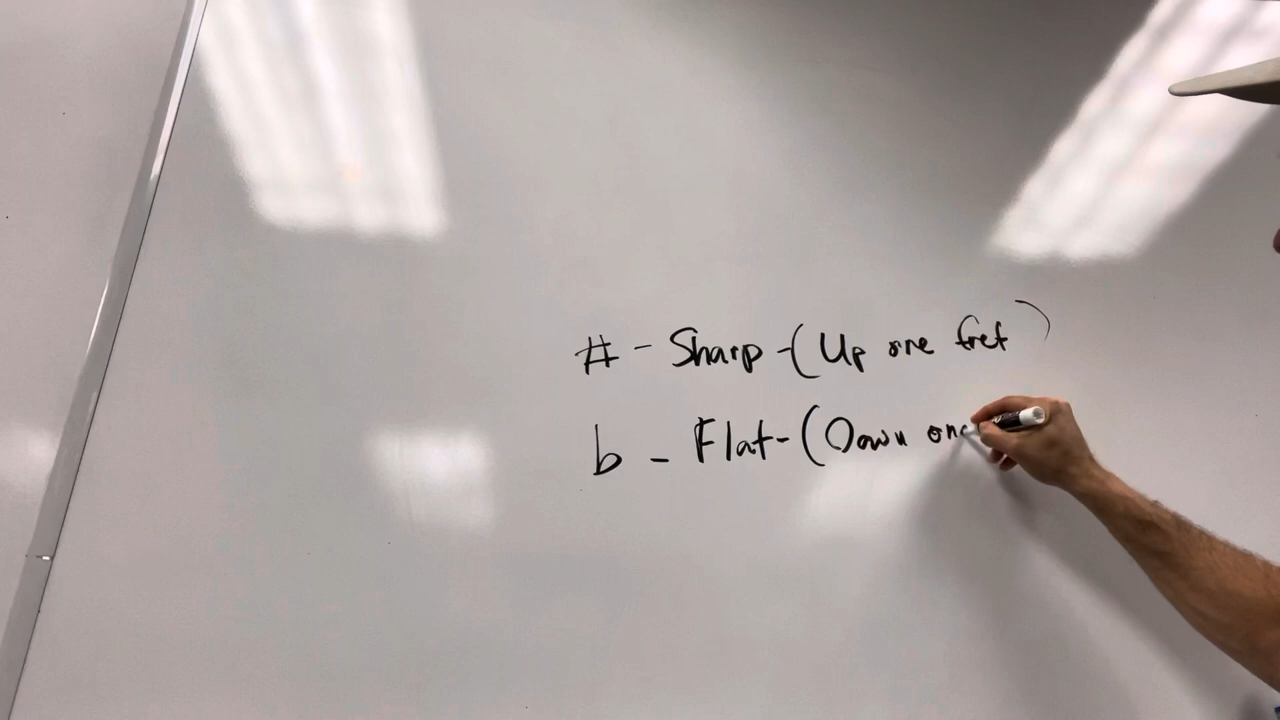 # - Sharp - (Up one fret)
b - Flat - (Down one